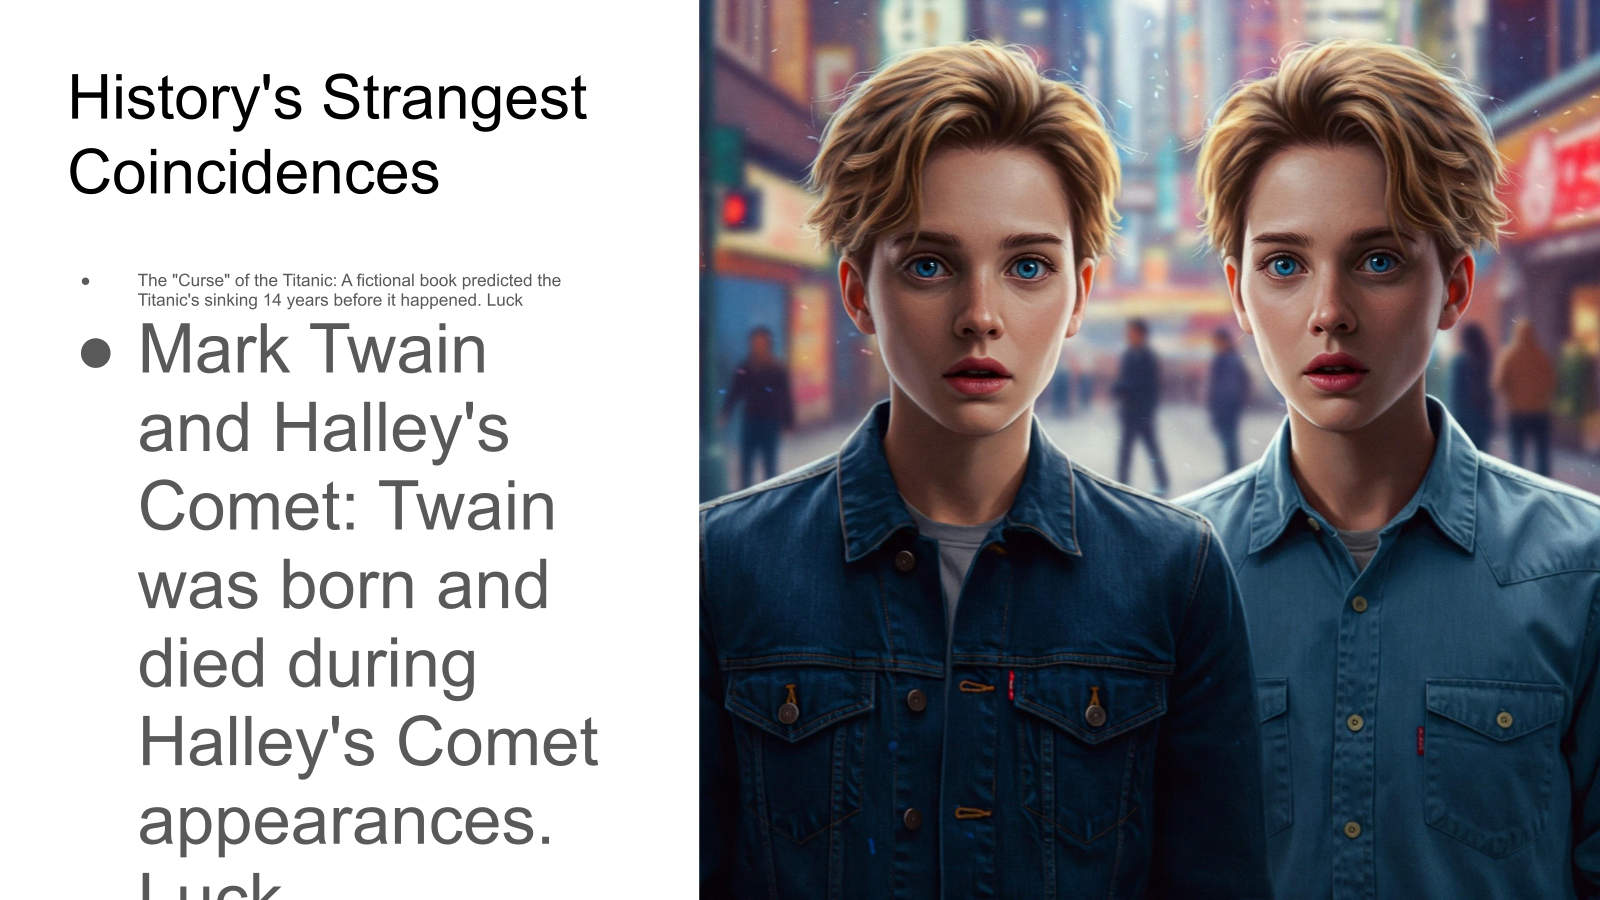 History's Strangest
Coincidences
● The "Curse" of the Titanic: A fictional book predicted the
Titanic's sinking 14 years before it happened. Luck
● Mark Twain
and Halley's
Comet: Twain
was born and
died during
Halley's Comet
appearances.
Luck